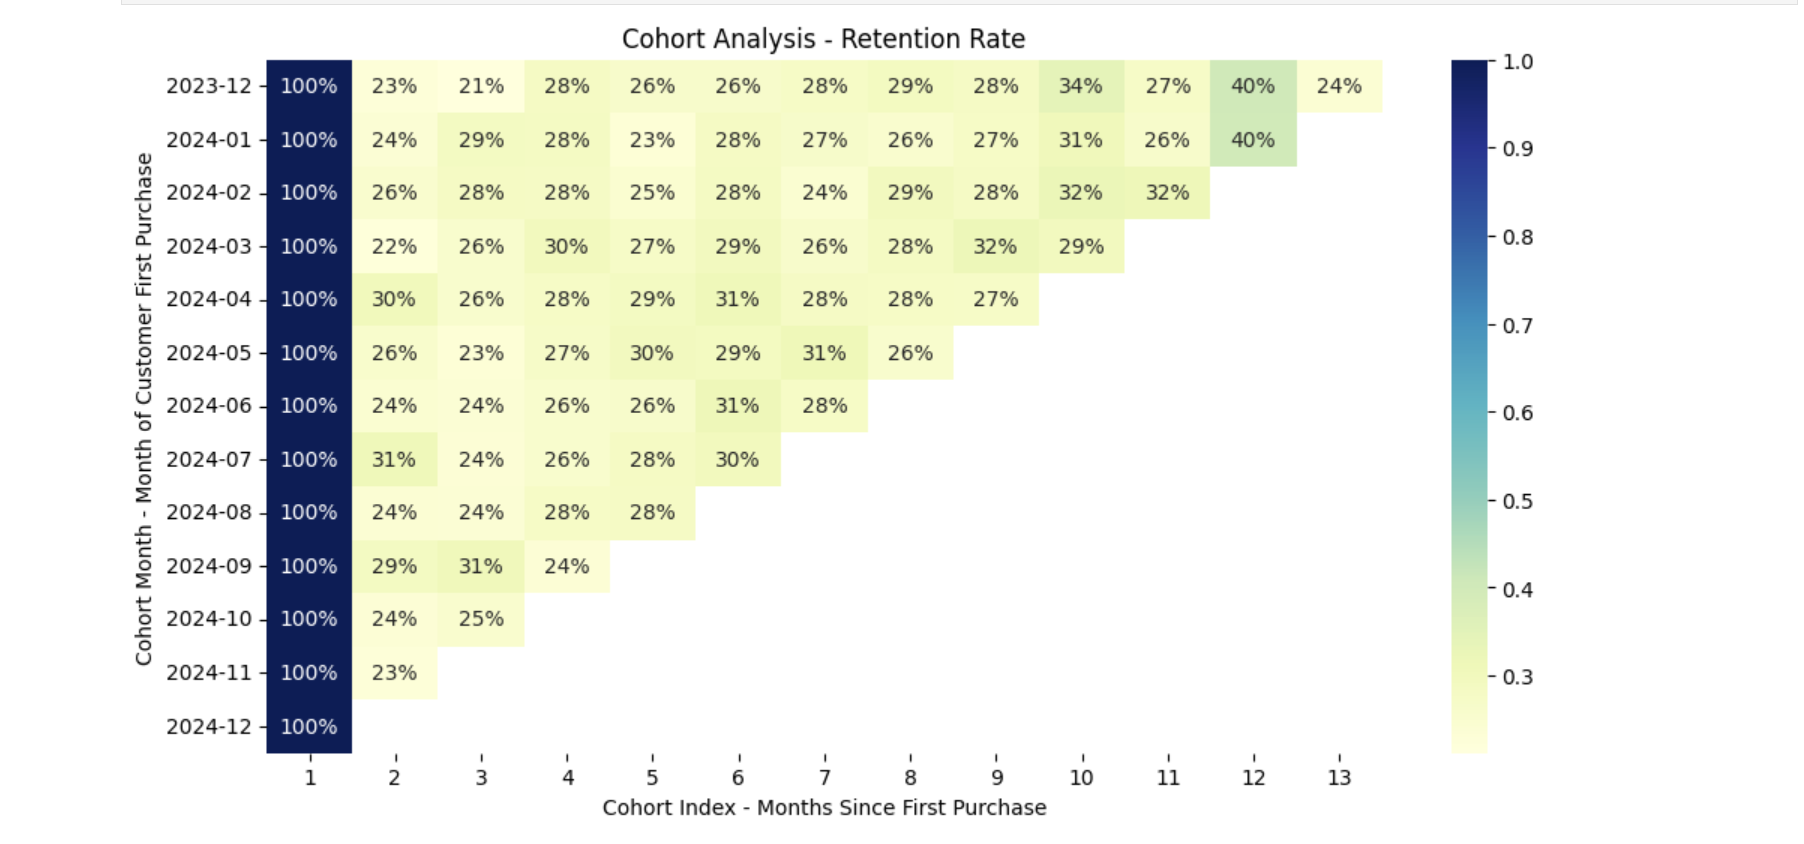 Cohort Analysis - Retention Rate
Cohort Month - Month of Customer First Purchase
2023-12 100% 23% 21% 28% 26% 26% 28% 29% 28% 34% 27% 40% 24%
2024-01 100% 24% 29% 28% 23% 28% 27% 26% 27% 31% 26% 40%
2024-02 100% 26% 28% 28% 25% 28% 24% 29% 28% 32% 32%
2024-03 100% 22% 26% 30% 27% 29% 26% 28% 32% 29%
2024-04 100% 30% 26% 28% 29% 31% 28% 28% 27%
2024-05 100% 26% 23% 27% 30% 29% 31% 26%
2024-06 100% 24% 24% 26% 26% 31% 28%
2024-07 100% 31% 24% 26% 28% 30%
2024-08 100% 24% 24% 28% 28%
2024-09 100% 29% 31% 24%
2024-10 100% 24% 25%
2024-11 100% 23%
2024-12 100%
1 2 3 4 5 6 7 8 9 10 11 12 13
Cohort Index - Months Since First Purchase
1.0
0.9
0.8
0.7
0.6
0.5
0.4
0.3